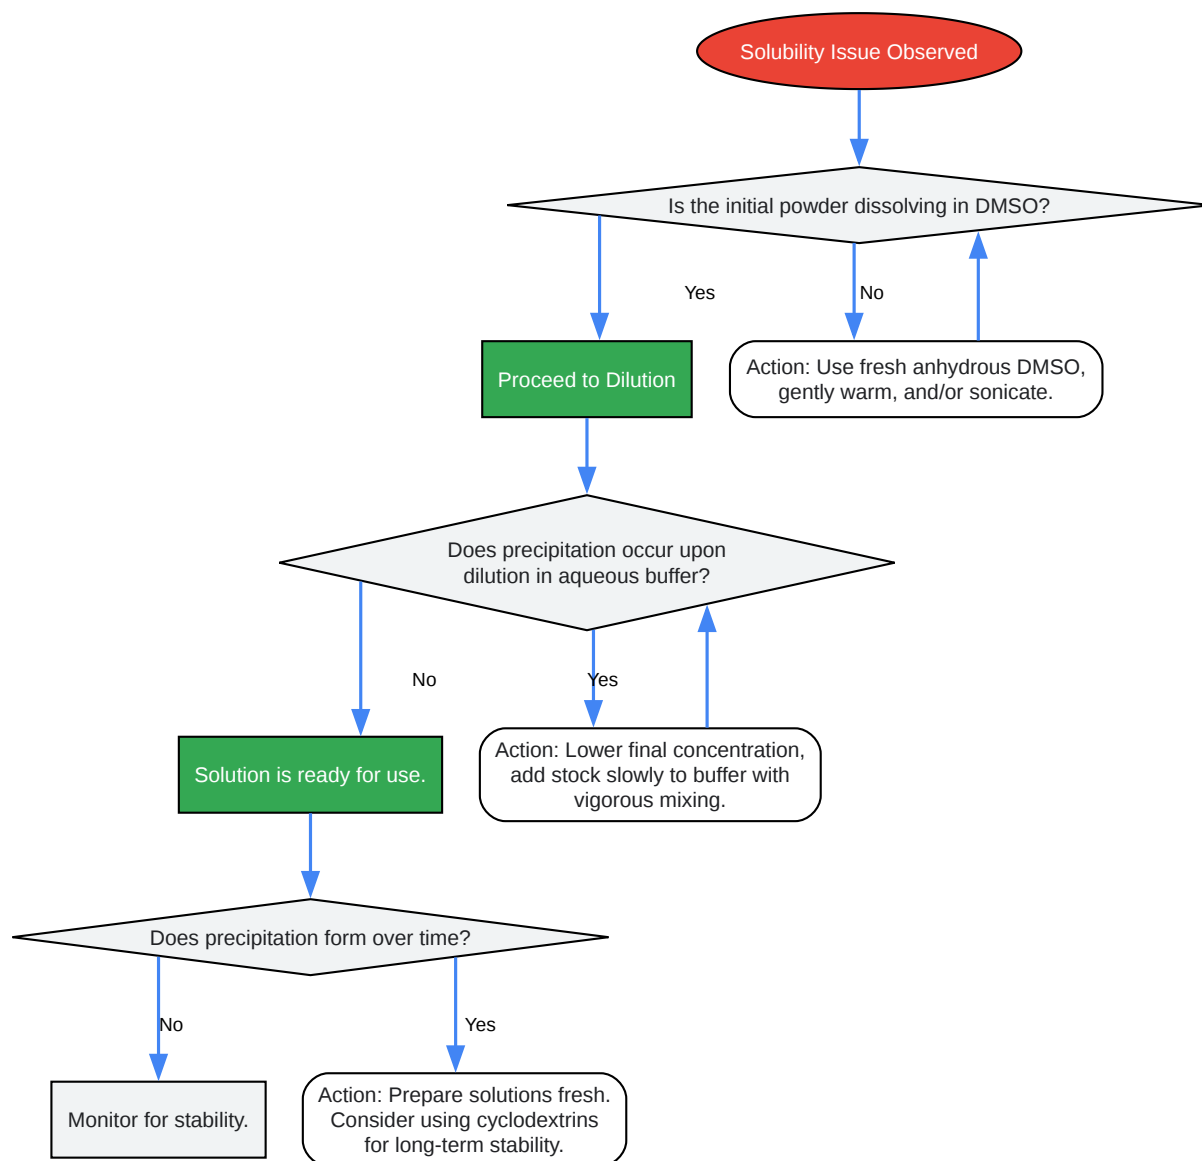 Solubility Issue Observed
Is the initial powder dissolving in DMSO?
Yes
No
Proceed to Dilution
Action: Use fresh anhydrous DMSO,
gently warm, and/or sonicate.
Does precipitation occur upon
dilution in aqueous buffer?
No
Yes
Solution is ready for use.
Action: Lower final concentration,
add stock slowly to buffer with
vigorous mixing.
Does precipitation form over time?
No
Yes
Monitor for stability.
Action: Prepare solutions fresh.
Consider using cyclodextrins
for long-term stability.